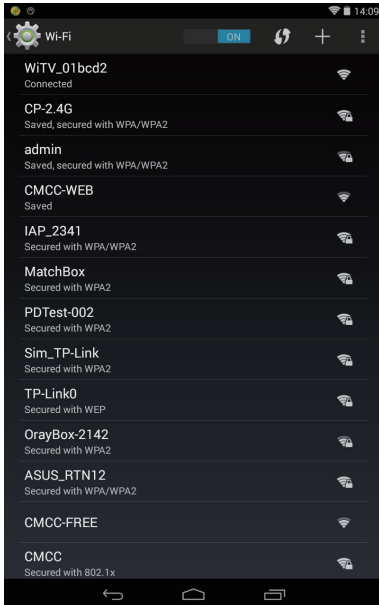 14:09
Wi-Fi
ON
WiTV_01bcd2
Connected
CP-2.4G
Saved, secured with WPA/WPA2
admin
Saved, secured with WPA/WPA2
CMCC-WEB
Saved
IAP_2341
Secured with WPA/WPA2
MatchBox
Secured with WPA2
PDTest-002
Secured with WPA2
Sim_TP-Link
Secured with WPA2
TP-Link0
Secured with WEP
OrayBox-2142
Secured with WPA2
ASUS_RTN12
Secured with WPA/WPA2
CMCC-FREE
CMCC
Secured with 802.1x